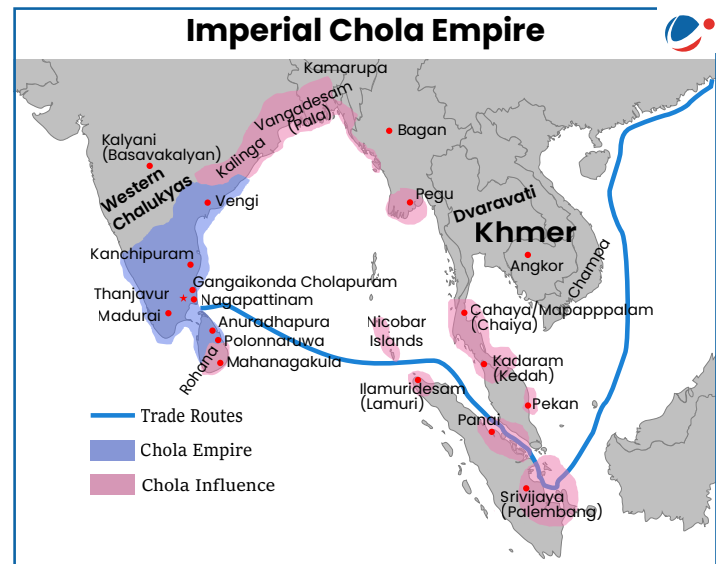 Imperial Chola Empire
Kamarupa
Vangadesam
(Pala)
Kalinga
Bagan
Kalyani
(Basavakalyan)
Western
Chalukyas
Vengi
Pegu
Dvaravati
Khmer
Angkor
Champa
Kanchipuram
Gangaikonda Cholapuram
Thanjavur
Nagapattinam
Madurai
Anuradhapura
Polonnaruwa
Rohana
Mahanagakula
Nicobar
Islands
Cahaya/Mapapppalam
(Chaiya)
Kadaram
(Kedah)
Ilamuridesam
(Lamuri)
Pekan
Panai
Srivijaya
(Palembang)
Trade Routes
Chola Empire
Chola Influence